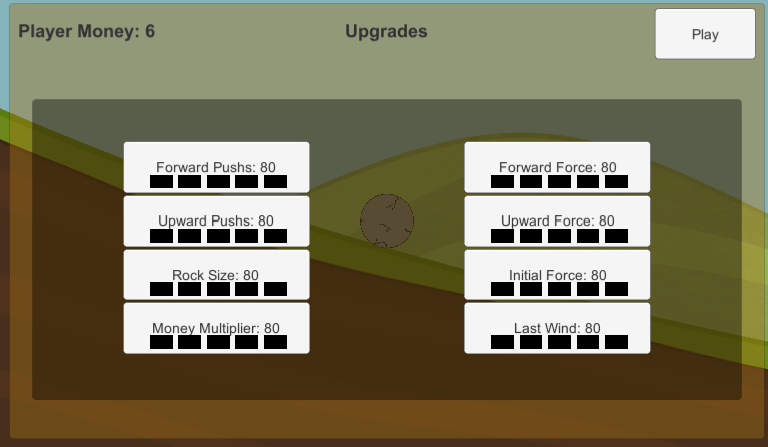 Player Money: 6
Upgrades
Play
Forward Pushs: 80
Forward Force: 80
Upward Pushs: 80
Upward Force: 80
Rock Size: 80
Initial Force: 80
Money Multiplier: 80
Last Wind: 80